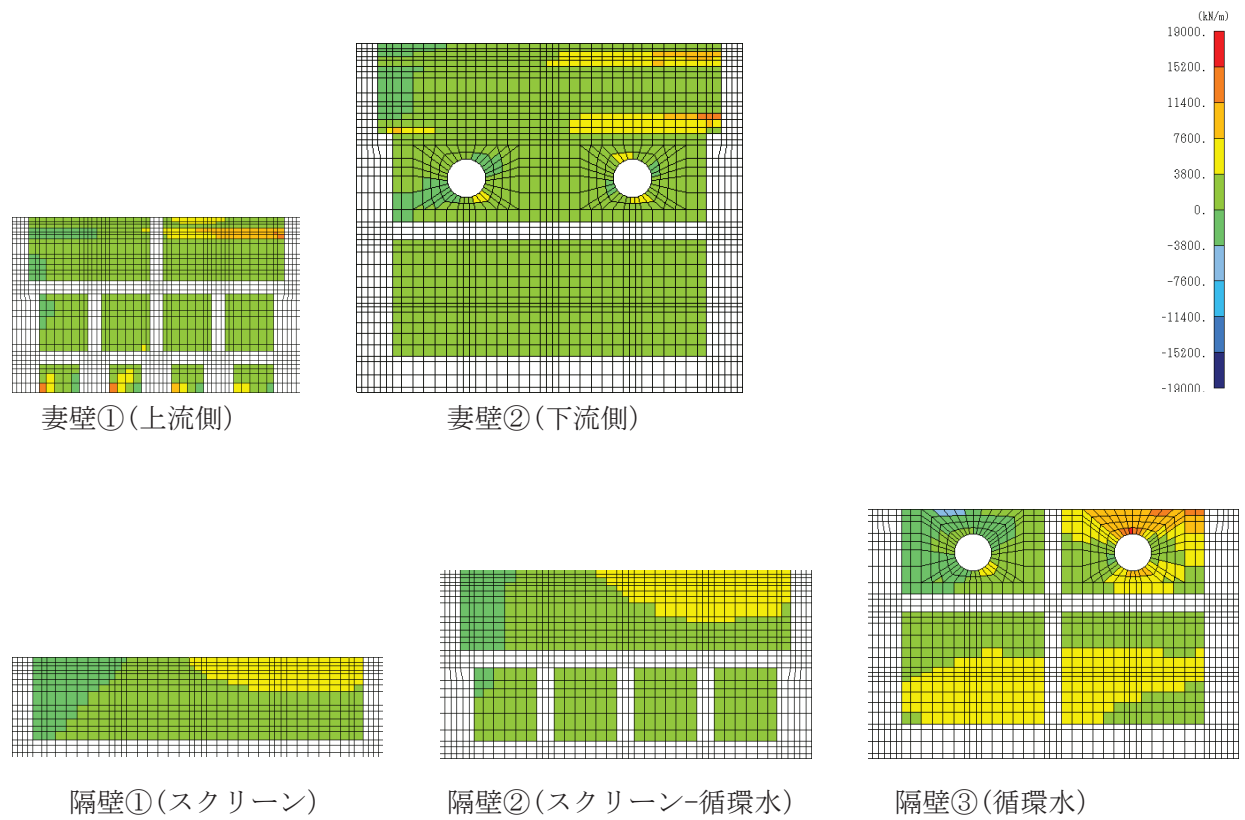 (kN/m)
19000.
15200.
11400.
7600.
3800.
0.
-3800.
-7600.
-11400.
-15200.
-19000.
妻壁①(上流側)
妻壁②(下流側)
隔壁①(スクリーン)
隔壁②(スクリーン-循環水)
隔壁③(循環水)